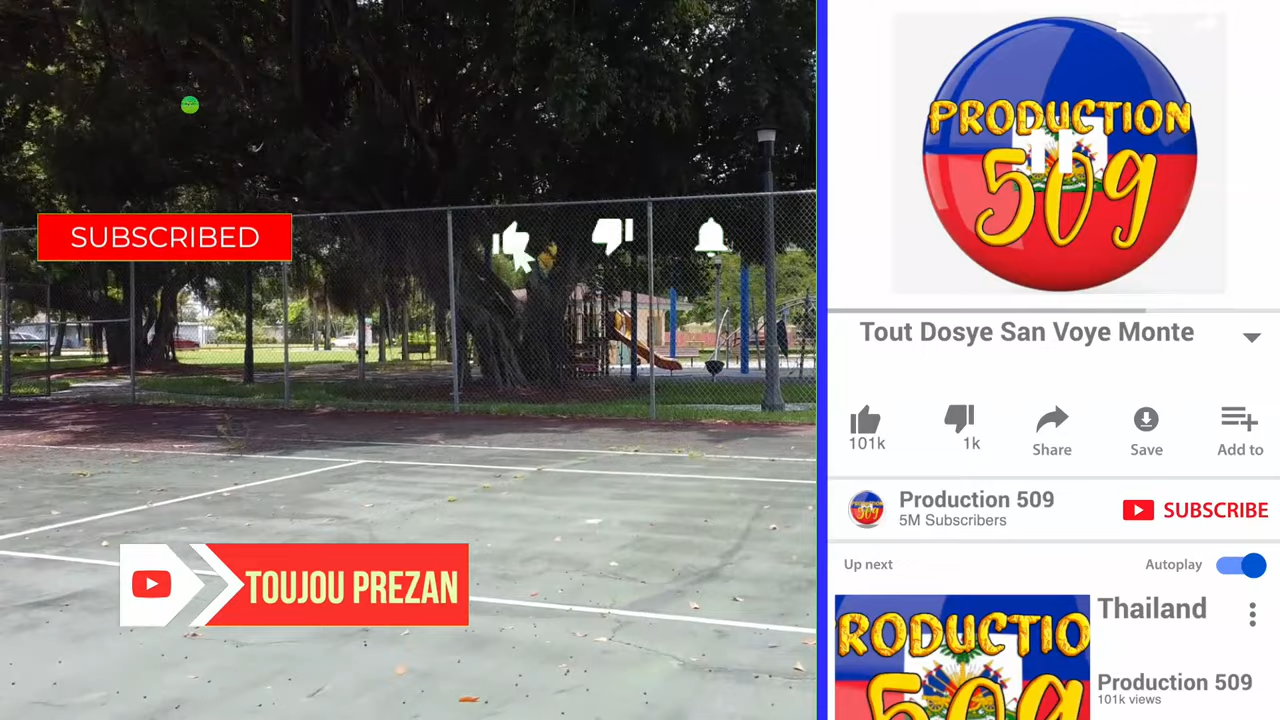 SUBSCRIBED
TOUJOU PREZAN
PRODUCTION
509
Tout Dosye San Voye Monte
101k
1k
Share
Save
Add to
Production 509
5M Subscribers
SUBSCRIBE
Up next
Autoplay
RODUCTIO
509
Thailand
Production 509
101k views